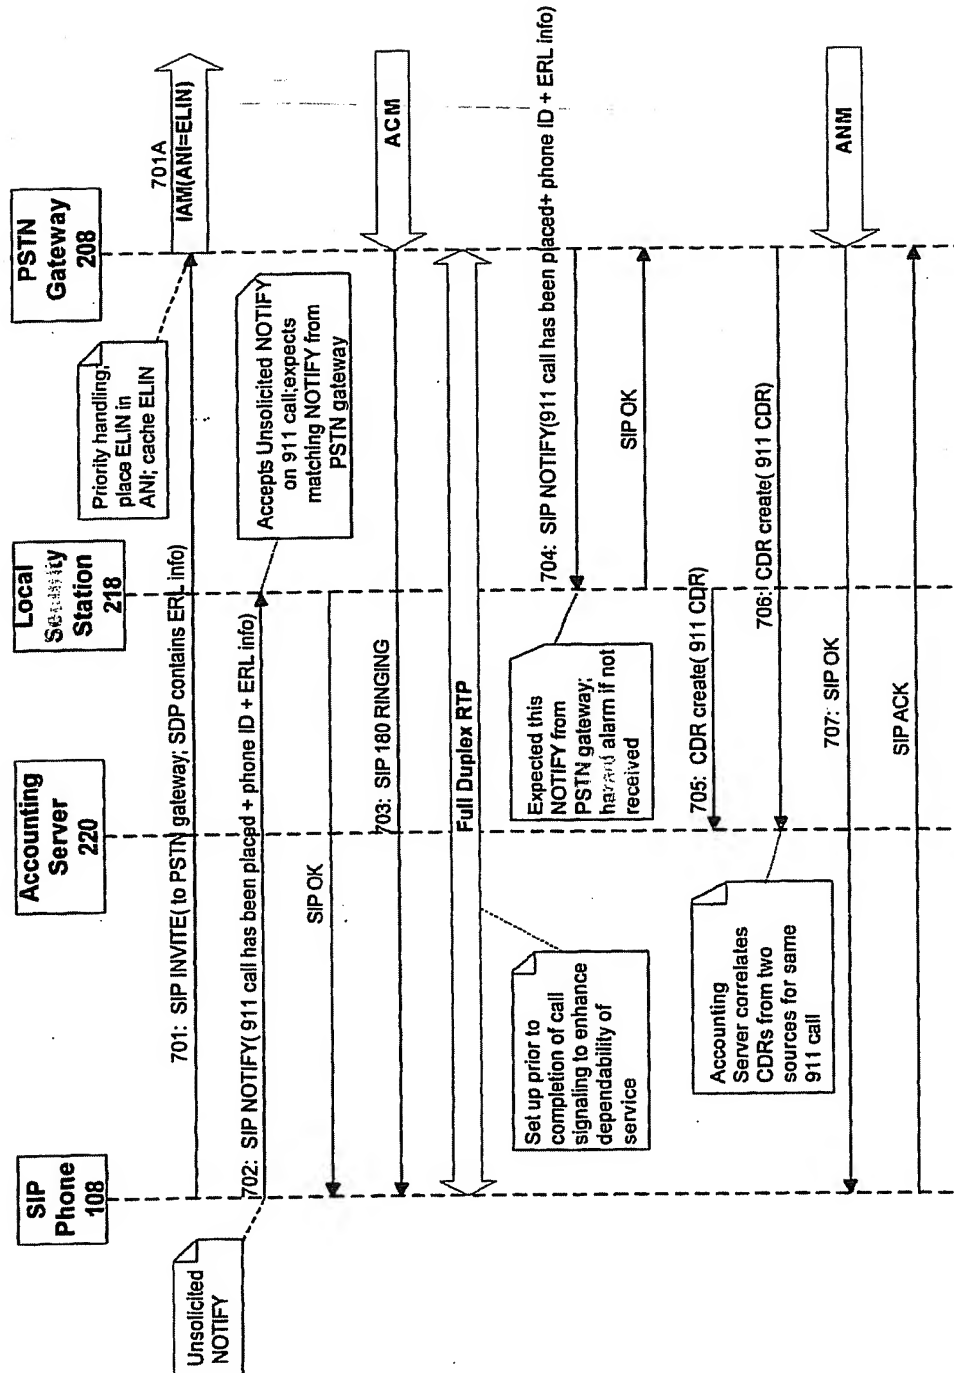 SIP
Phone
108
Accounting
Server
220
Local
Security
Station
218
PSTN
Gateway
208
Unsolicited
NOTIFY
701: SIP INVITE( to PSTN gateway; SDP contains ERL info)
Priority handling;
place ELIN in
ANI; cache ELIN
701A
IAM(ANI=ELIN)
702: SIP NOTIFY( 911 call has been placed + phone ID + ERL info)
Accepts Unsolicited NOTIFY
on 911 call;expects
matching NOTIFY from
PSTN gateway
SIP OK
703: SIP 180 RINGING
ACM
Full Duplex RTP
Set up prior to
completion of call
signaling to enhance
dependability of
service
704: SIP NOTIFY(911 call has been placed+ phone ID + ERL info)
Expected this
NOTIFY from
PSTN gateway;
alarm if not
received
SIP OK
705: CDR create( 911 CDR)
706: CDR create( 911 CDR)
Accounting
Server correlates
CDRs from two
sources for same
911 call
707: SIP OK
ANM
SIP ACK